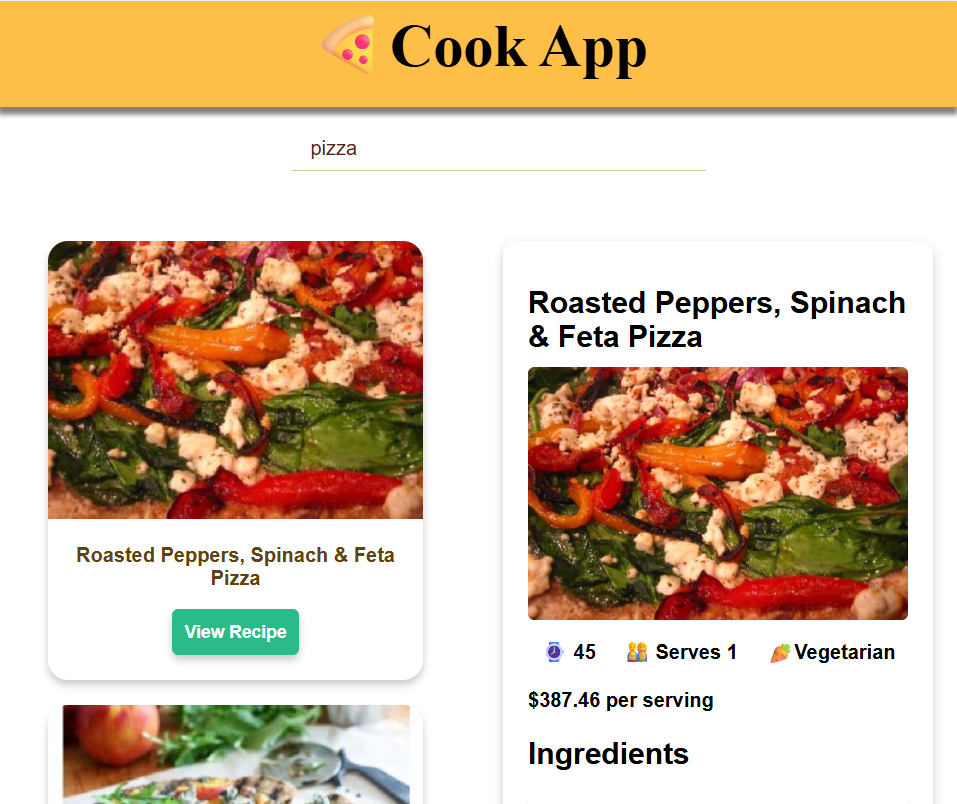 Cook App
pizza
Roasted Peppers, Spinach & Feta
Pizza
View Recipe
Roasted Peppers, Spinach
& Feta Pizza
45 Serves 1 Vegetarian
$387.46 per serving
Ingredients